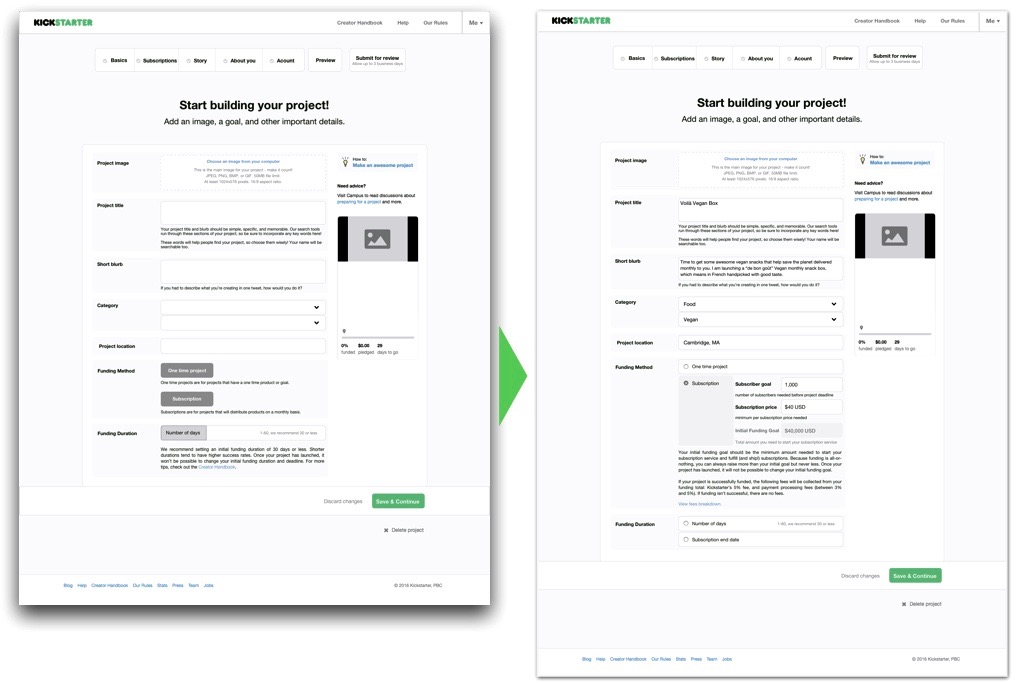 KICKSTARTER
Creator Handbook Help Our Rules Me
Basics Subscriptions Story About you Acount Preview Submit for review
Allow up to 3 business days
Start building your project!
Add an image, a goal, and other important details.
Project image
Choose an image from your computer
This is the main image for your project - make it count!
JPEG, PNG, BMP, or GIF 50MB file limit
At least 1024x576 pixels 16:9 aspect ratio
How to:
Make an awesome project
Need advice?
Visit Campus to read discussions about
preparing for a project and more.
Project title
Your project title and blurb should be simple, specific, and memorable. Our search tools
run through these sections of your project, so be sure to incorporate any key words here!
These words will help people find your project, so choose them wisely! Your name will be
searchable too.
Short blurb
If you had to describe what you're creating in one tweet, how would you do it?
Category
Project location
0% $0.00 29
funded pledged days to go
Funding Method
One time project
One time projects are for projects that have a one time product or goal.
Subscription
Subscriptions are for projects that will distribute products on a monthly basis.
Funding Duration
Number of days
1-60, we recommend 30 or less
We recommend setting an initial funding duration of 30 days or less. Shorter
durations tend to have higher success rates. Once your project has launched, it
won't be possible to change your initial funding duration and deadline. For more
tips, check out the Creator Handbook.
Discard changes Save & Continue
Delete project
Blog Help Creator Handbook Our Rules Stats Press Team Jobs
© 2016 Kickstarter, PBC
KICKSTARTER
Creator Handbook Help Our Rules Me
Basics Subscriptions Story About you Acount Preview Submit for review
Allow up to 3 business days
Start building your project!
Add an image, a goal, and other important details.
Project image
Choose an image from your computer
This is the main image for your project - make it count!
JPEG, PNG, BMP, or GIF 50MB file limit
At least 1024x576 pixels 16:9 aspect ratio
How to:
Make an awesome project
Need advice?
Visit Campus to read discussions about
preparing for a project and more.
Project title
Voilà Vegan Box
Your project title and blurb should be simple, specific, and memorable. Our search tools
run through these sections of your project, so be sure to incorporate any key words here!
These words will help people find your project, so choose them wisely! Your name will be
searchable too.
Short blurb
Time to get some awesome vegan snacks that help save the planet delivered
monthly to you. I am launching a "de bon goût" Vegan monthly snack box,
which means in French handpicked with good taste.
If you had to describe what you're creating in one tweet, how would you do it?
Category
Food
Vegan
Project location
Cambridge, MA
0% $0.00 29
funded pledged days to go
Funding Method
One time project
Subscription
Subscriber goal 1,000
number of subscribers needed before project deadline
Subscription price $40 USD
minimum per subscription price needed
Initial Funding Goal $40,000 USD
Total amount you need to start your subscription service
Your initial funding goal should be the minimum amount needed to start your
subscription service and fulfill (and ship!) subscriptions. Because funding is all-or-
nothing, you can always raise more than your initial goal but never less. Once your
project has launched, it will not be possible to change your initial funding goal.
If your project is successfully funded, the following fees will be collected from your
funding total: Kickstarter's 5% fee, and payment processing fees (between 3%
and 5%). If funding isn't successful, there are no fees.
View fees breakdown.
Funding Duration
Number of days
1-60, we recommend 30 or less
Subscription end date
Discard changes Save & Continue
Delete project
Blog Help Creator Handbook Our Rules Stats Press Team Jobs
© 2016 Kickstarter, PBC